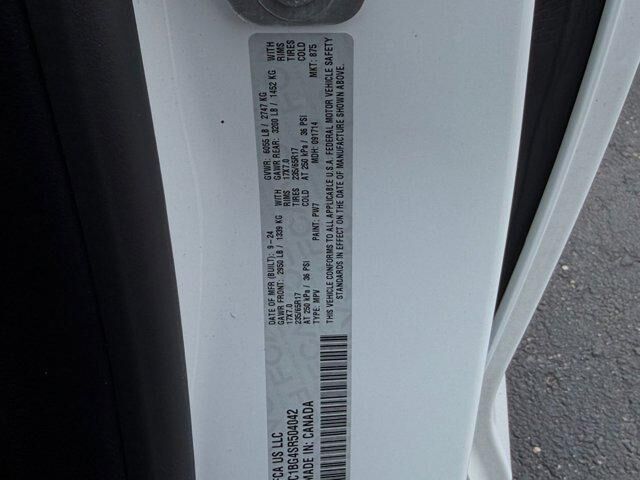 FCA US LLC
DATE OF MFR (BUILT): 9-24
GVWR: 6055 LB / 2747 KG
GAWR FRONT: 2950 LB / 1339 KG WITH
GAWR REAR: 3200 LB / 1452 KG WITH
17X7.0 RIMS
17X7.0 RIMS
235/65R17 TIRES
235/65R17 TIRES
AT 250 kPa / 36 PSI COLD
AT 250 kPa / 36 PSI COLD
TYPE: MPV PAINT: PW7 MDH: 091714 MKT: 875
THIS VEHICLE CONFORMS TO ALL APPLICABLE U.S.A. FEDERAL MOTOR VEHICLE SAFETY
STANDARDS IN EFFECT ON THE DATE OF MANUFACTURE SHOWN ABOVE.
C1BG4SR504042
MADE IN: CANADA